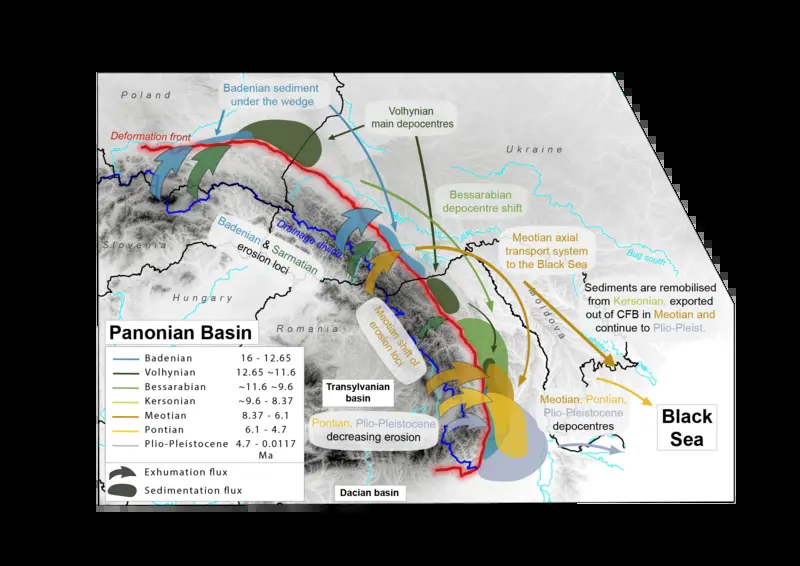 Poland
Badenian sediment
under the wedge
Volhynian
main depocentres
Deformation front
Ukraine
Bessarabian
depocentre shift
Drainage divide
Badenian & Sarmatian
erosion loci
Meotian axial
transport system
to the Black Sea
Bug south
Slovenia
Hungary
Romania
Moldova
Sediments are remobilised
from Kersonian, exported
out of CFB in Meotian and
continue to Plio-Pleist.
Meotian shift of
erosion loci
Panonian Basin
Badenian 16 - 12.65
Volhynian 12.65 ~11.6
Bessarabian ~11.6 ~9.6
Kersonian ~9.6 - 8.37
Meotian 8.37 - 6.1
Pontian 6.1 - 4.7
Plio-Pleistocene 4.7 - 0.0117
Ma
Exhumation flux
Sedimentation flux
Transylvanian
basin
Pontian, Plio-Pleistocene
decreasing erosion
Meotian, Pontian,
Plio-Pleistocene
depocentres
Black
Sea
Dacian basin